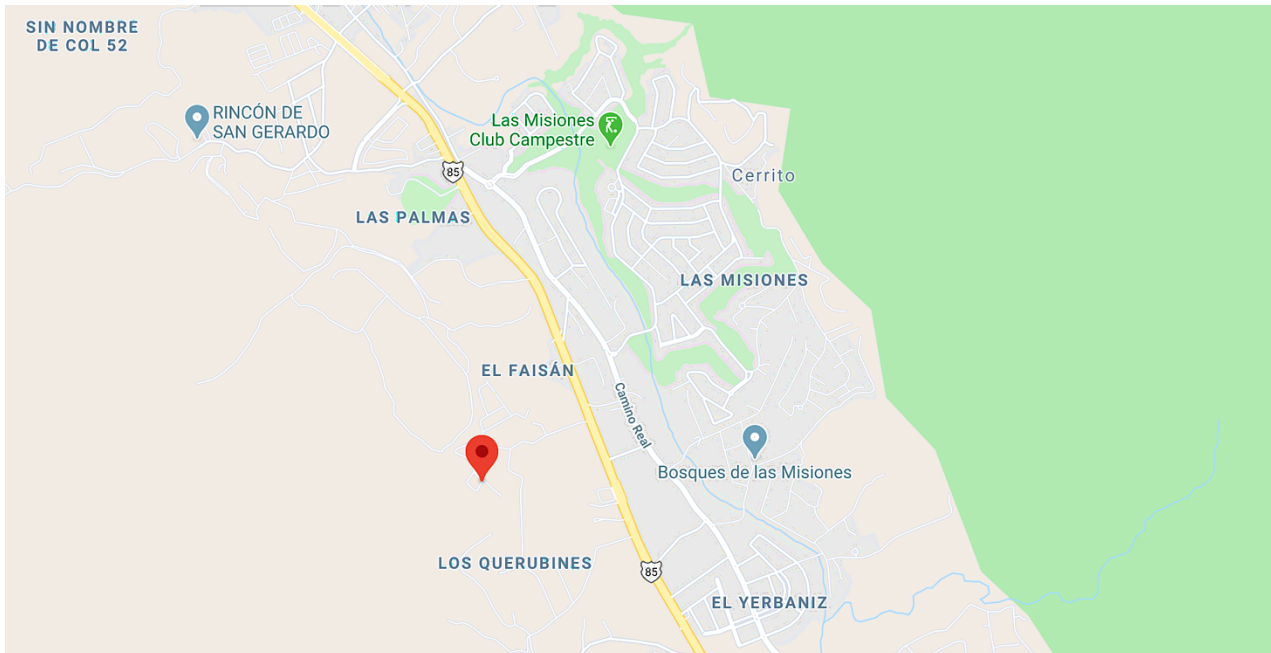 SIN NOMBRE
DE COL 52
RINCÓN DE
SAN GERARDO
Las Misiones
Club Campestre
85
Cerrito
LAS PALMAS
LAS MISIONES
EL FAISÁN
Camino Real
Bosques de las Misiones
LOS QUERUBINES
85
EL YERBANIZ